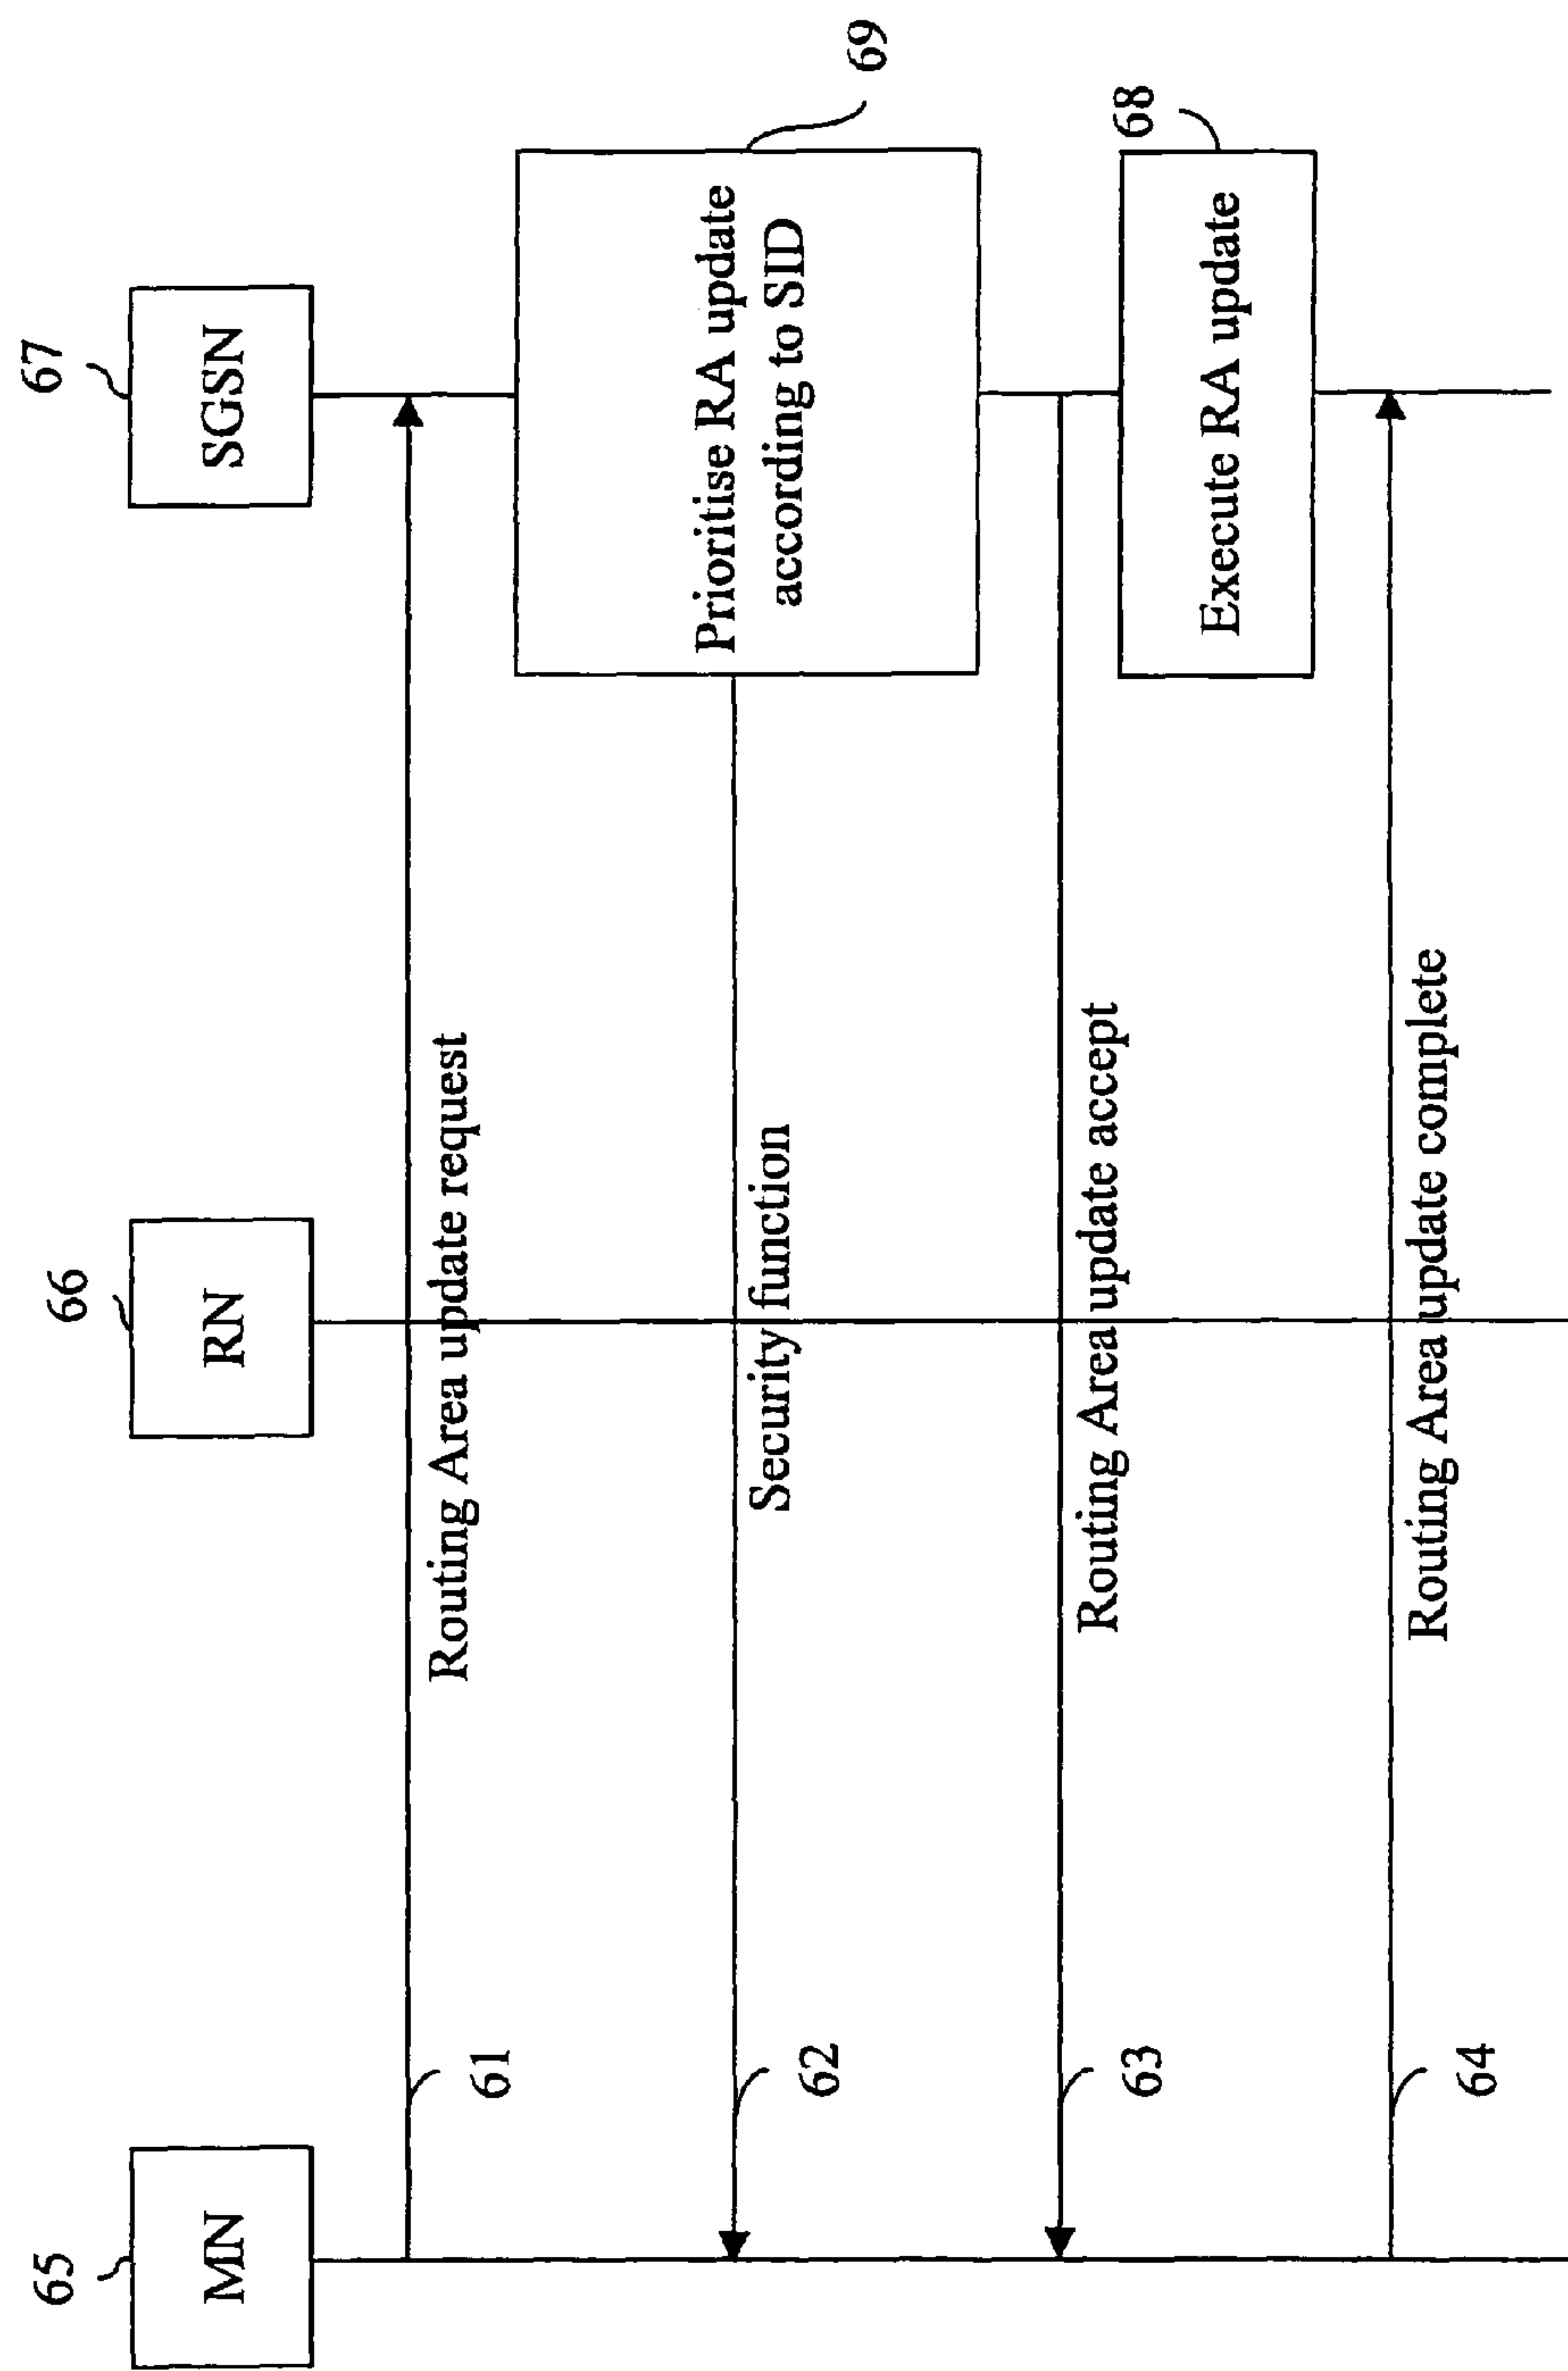 65
MN
66
RN
67
SGSN
Routing Area update request
61
69
Prioritise RA update
according to SID
Security function
62
Routing Area update accept
63
68
Execute RA update
Routing Area update complete
64